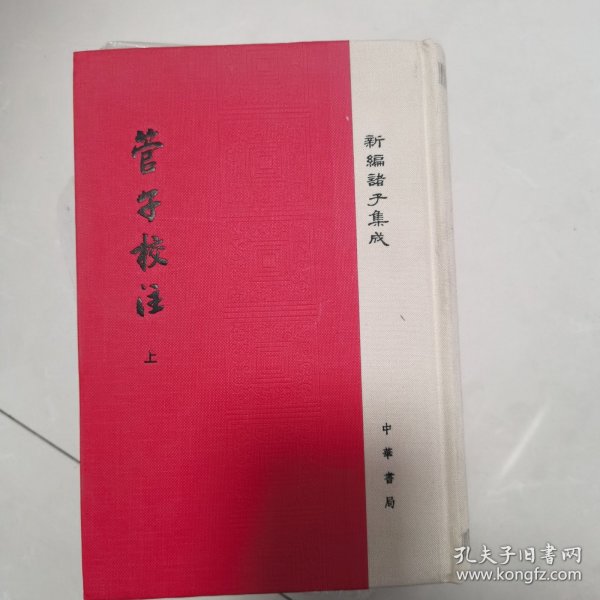 新編諸子集成
管子校注
上
中華書局
孔夫子旧书网
www.kongfz.com